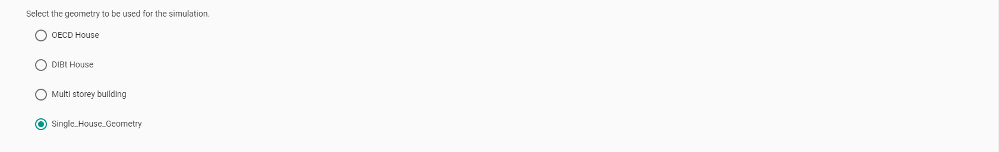 Select the geometry to be used for the simulation.
OECD House
DIBt House
Multi storey building
Single_House_Geometry